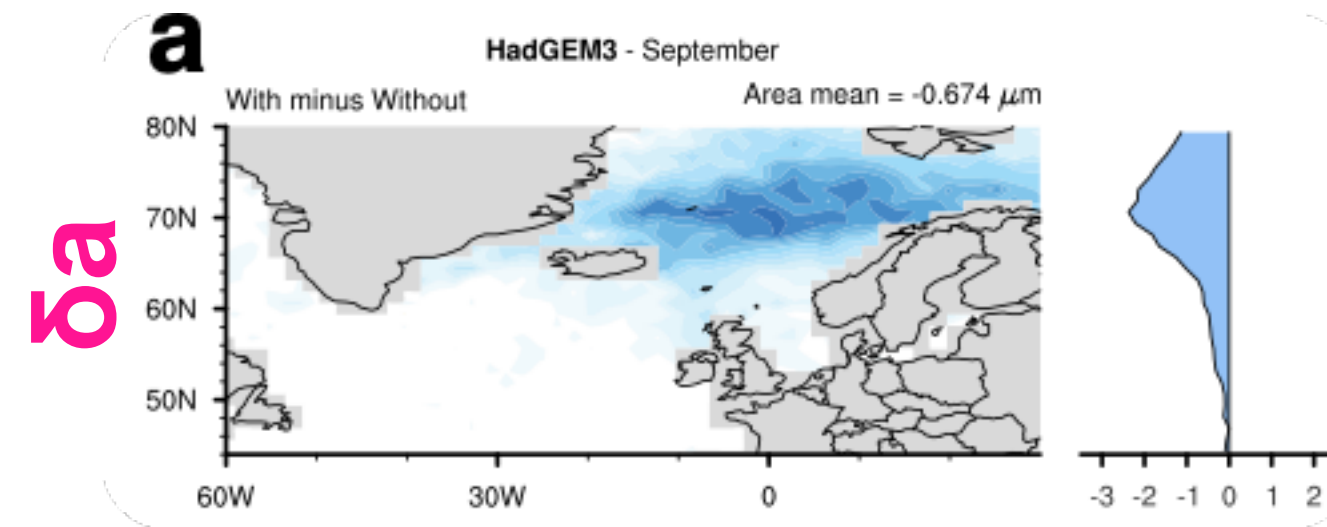 a
HadGEM3 - September
With minus Without
Area mean = -0.674 μm
80N
70N
60N
50N
60W 30W 0
-3 -2 -1 0 1 2
δa